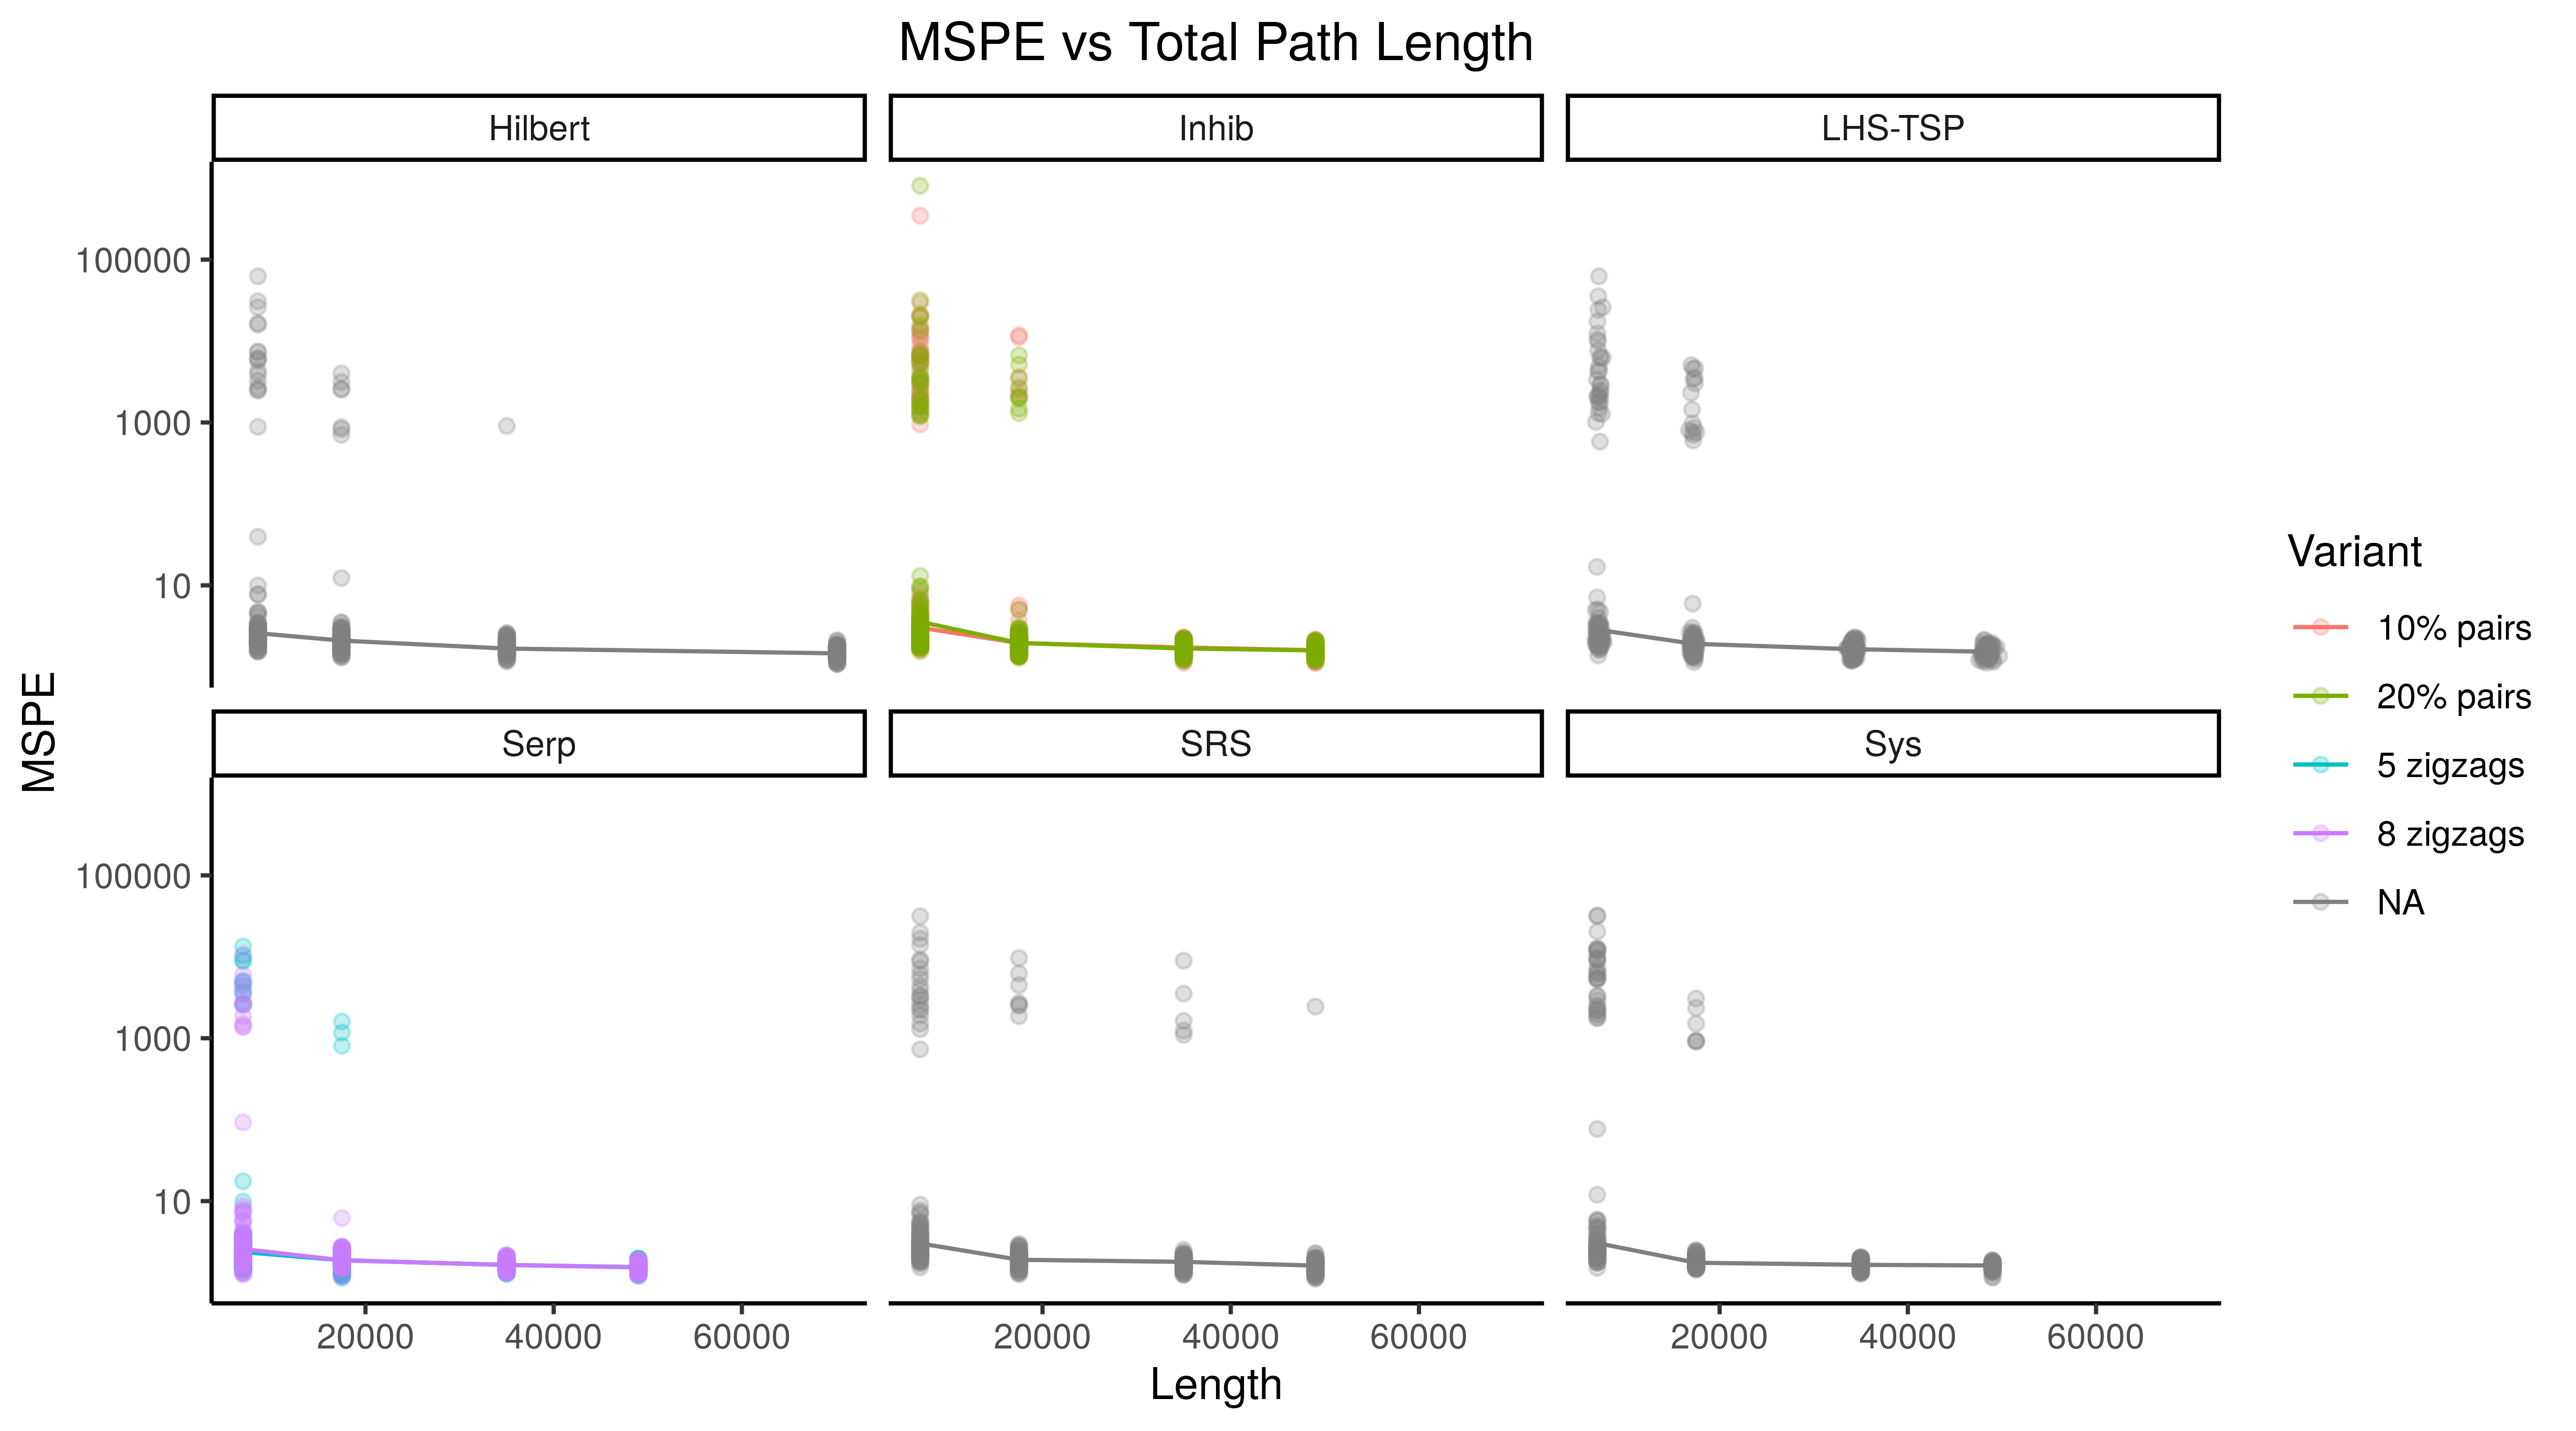 MSPE vs Total Path Length
Hilbert
Inhib
LHS-TSP
100000
1000
10
Serp
SRS
Sys
100000
1000
10
20000
40000
60000
20000
40000
60000
20000
40000
60000
Length
MSPE
Variant
10% pairs
20% pairs
5 zigzags
8 zigzags
NA